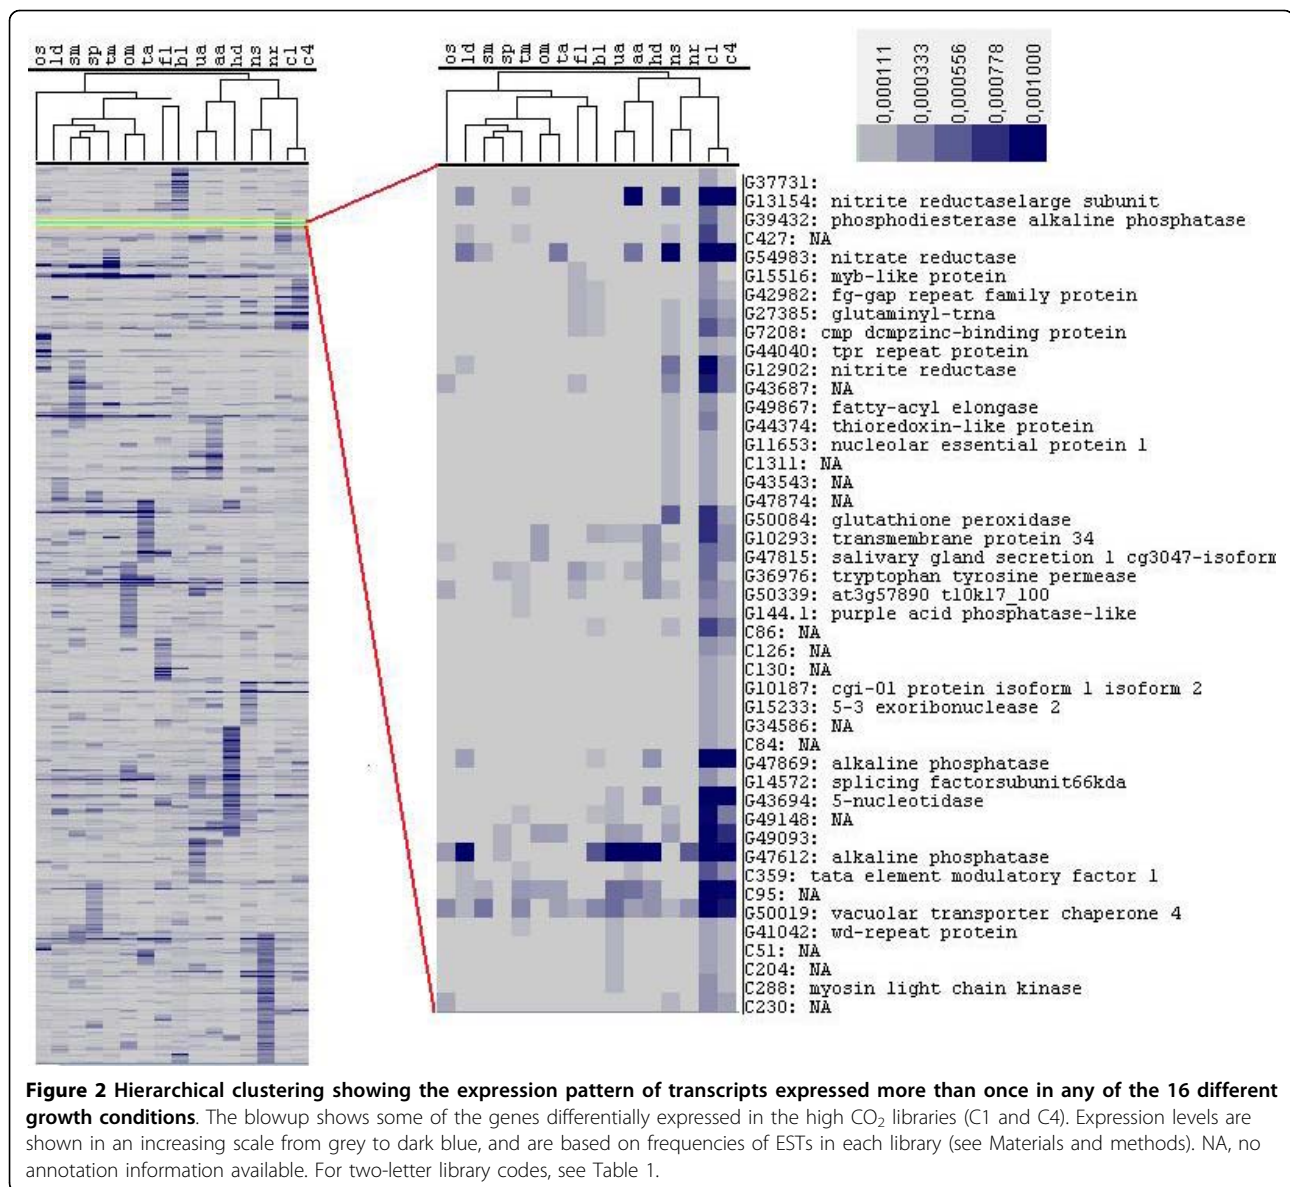 os ld sm sp tm om ta fl bl ua aa hd ns nr cl c4
os ld sm sp tm om ta fl bl ua aa hd ns nr cl c4
0,000111 0,000333 0,000556 0,000778 0,001000
G37731:
G13154: nitrite reductaselarge subunit
G39432: phosphodiesterase alkaline phosphatase
C427: NA
G54983: nitrate reductase
G15516: myb-like protein
G42982: fg-gap repeat family protein
G27385: glutaminyl-trna
G7208: cmp dcmpzinc-binding protein
G44040: tpr repeat protein
G12902: nitrite reductase
G43687: NA
G49867: fatty-acyl elongase
G44374: thioredoxin-like protein
G11653: nucleolar essential protein 1
C1311: NA
G43543: NA
G47874: NA
G50084: glutathione peroxidase
G10293: transmembrane protein 34
G47815: salivary gland secretion 1 cg3047-isoform
G36976: tryptophan tyrosine permease
G50339: at3g57890 t10k17_100
G144.1: purple acid phosphatase-like
C86: NA
C126: NA
C130: NA
G10187: cgi-01 protein isoform 1 isoform 2
G15233: 5-3 exoribonuclease 2
G34586: NA
C84: NA
G47869: alkaline phosphatase
G14572: splicing factorsubunit66kda
G43694: 5-nucleotidase
G49148: NA
G49093:
G47612: alkaline phosphatase
C359: tata element modulatory factor 1
C95: NA
G50019: vacuolar transporter chaperone 4
G41042: wd-repeat protein
C51: NA
C204: NA
C288: myosin light chain kinase
C230: NA
Figure 2 Hierarchical clustering showing the expression pattern of transcripts expressed more than once in any of the 16 different
growth conditions. The blowup shows some of the genes differentially expressed in the high CO₂ libraries (C1 and C4). Expression levels are
shown in an increasing scale from grey to dark blue, and are based on frequencies of ESTs in each library (see Materials and methods). NA, no
annotation information available. For two-letter library codes, see Table 1.